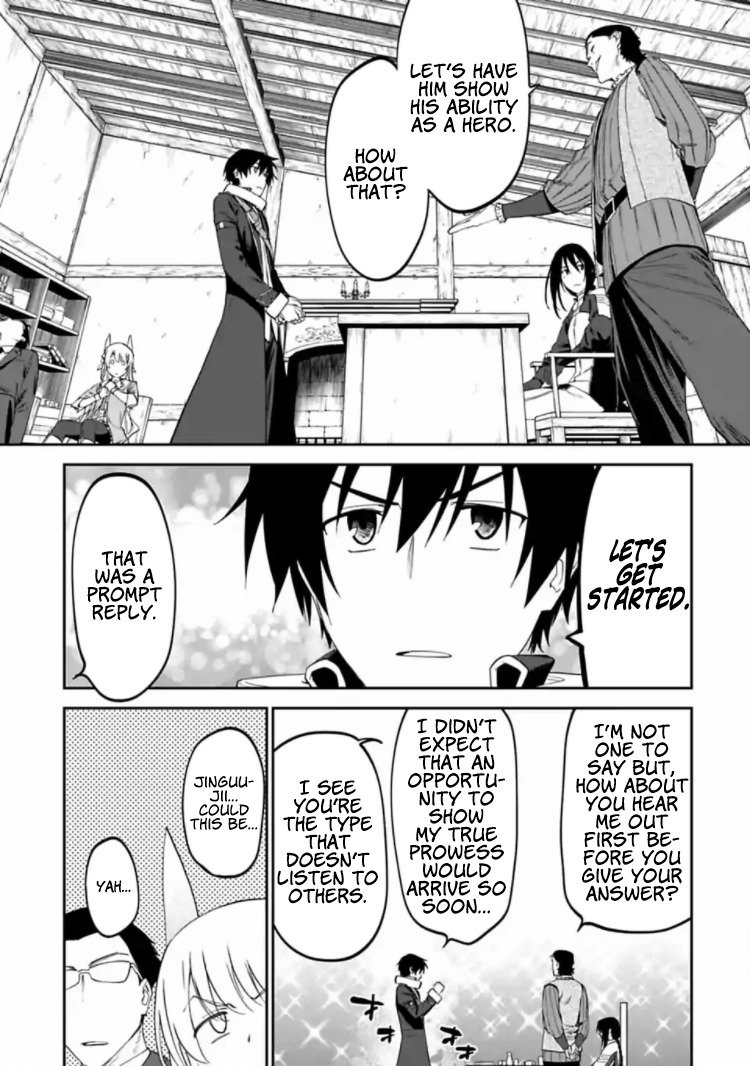 LET'S HAVE
HIM SHOW
HIS ABILITY
AS A HERO.
HOW
ABOUT
THAT?
LET'S
GET
STARTED.
THAT
WAS A
PROMPT
REPLY.
I'M NOT
ONE TO
SAY BUT,
HOW ABOUT
YOU HEAR
ME OUT
FIRST BE-
FORE YOU
GIVE YOUR
ANSWER?
I DIDN'T
EXPECT
THAT AN
OPPORTU-
NITY TO
SHOW
MY TRUE
PROWESS
WOULD
ARRIVE SO
SOON...
I SEE
YOU'RE
THE TYPE
THAT
DOESN'T
LISTEN TO
OTHERS.
JINGUU-
JII...
COULD
THIS BE...
YAH...